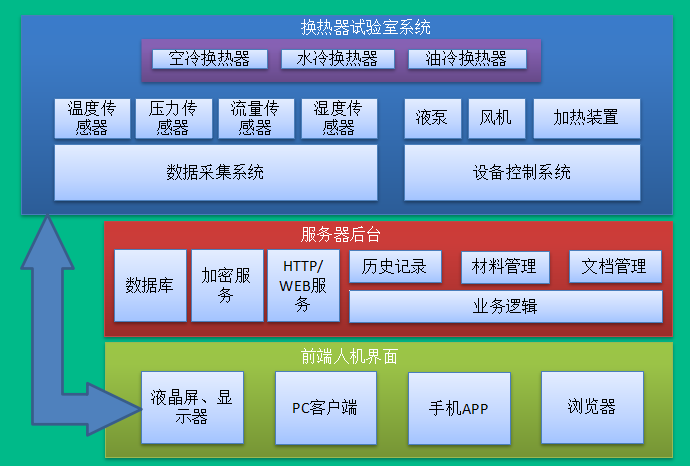 换热器试验室系统
空冷换热器 水冷换热器 油冷换热器
温度传感器 压力传感器 流量传感器 湿度传感器 液泵 风机 加热装置
数据采集系统 设备控制系统
服务器后台
数据库 加密服务 HTTP/WEB服务 历史记录 材料管理 文档管理
业务逻辑
前端人机界面
液晶屏、显示器 PC客户端 手机APP 浏览器